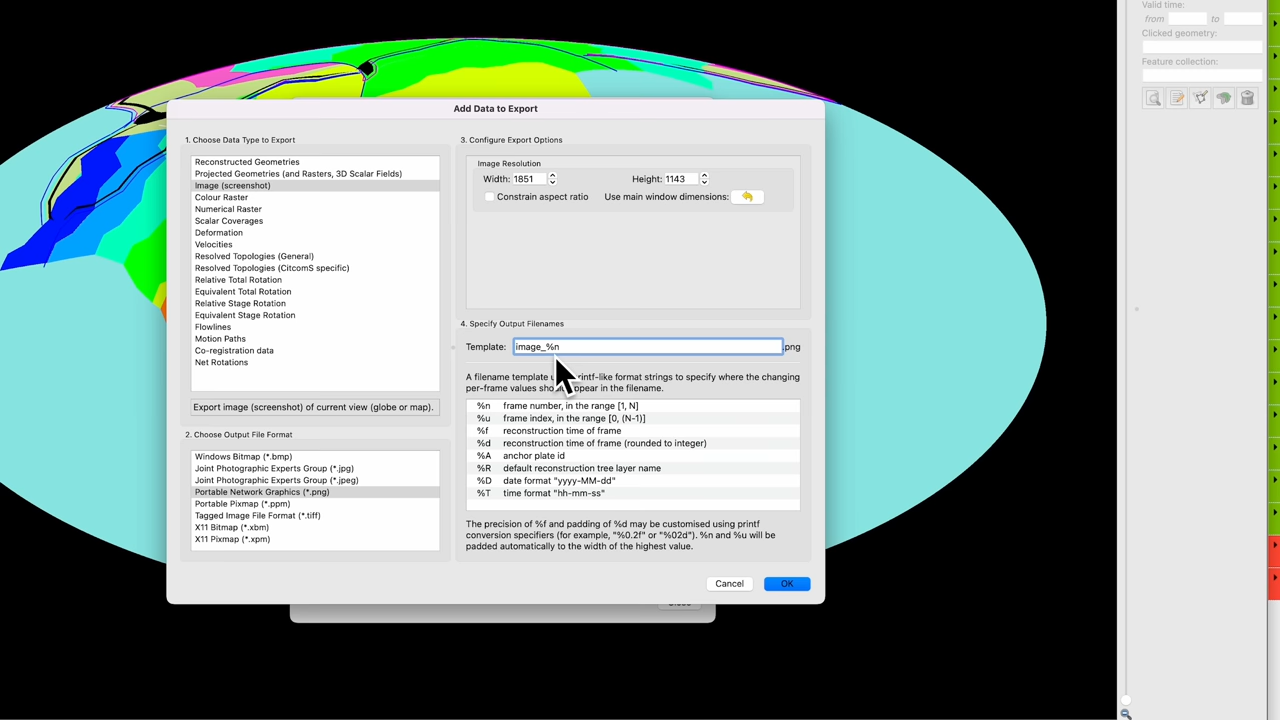 Valid time:
from to
Clicked geometry:
Feature collection:
Add Data to Export
1. Choose Data Type to Export
Reconstructed Geometries
Projected Geometries (and Rasters, 3D Scalar Fields)
Image (screenshot)
Colour Raster
Numerical Raster
Scalar Coverages
Deformation
Velocities
Resolved Topologies (General)
Resolved Topologies (CitcomS specific)
Relative Total Rotation
Equivalent Total Rotation
Relative Stage Rotation
Equivalent Stage Rotation
Flowlines
Motion Paths
Co-registration data
Net Rotations
Export image (screenshot) of current view (globe or map).
2. Choose Output File Format
Windows Bitmap (*.bmp)
Joint Photographic Experts Group (*.jpg)
Joint Photographic Experts Group (*.jpeg)
Portable Network Graphics (*.png)
Portable Pixmap (*.ppm)
Tagged Image File Format (*.tiff)
X11 Bitmap (*.xbm)
X11 Pixmap (*.xpm)
3. Configure Export Options
Image Resolution
Width: 1851 Height: 1143
Constrain aspect ratio Use main window dimensions:
4. Specify Output Filenames
Template: image_%n .png
A filename template intf-like format strings to specify where the changing
per-frame values appear in the filename.
%n frame number, in the range [1, N]
%u frame index, in the range [0, (N-1)]
%f reconstruction time of frame
%d reconstruction time of frame (rounded to integer)
%A anchor plate id
%R default reconstruction tree layer name
%D date format "yyyy-MM-dd"
%T time format "hh-mm-ss"
The precision of %f and padding of %d may be customised using printf
conversion specifiers (for example, "%0.2f" or "%02d"). %n and %u will be
padded automatically to the width of the highest value.
Cancel OK